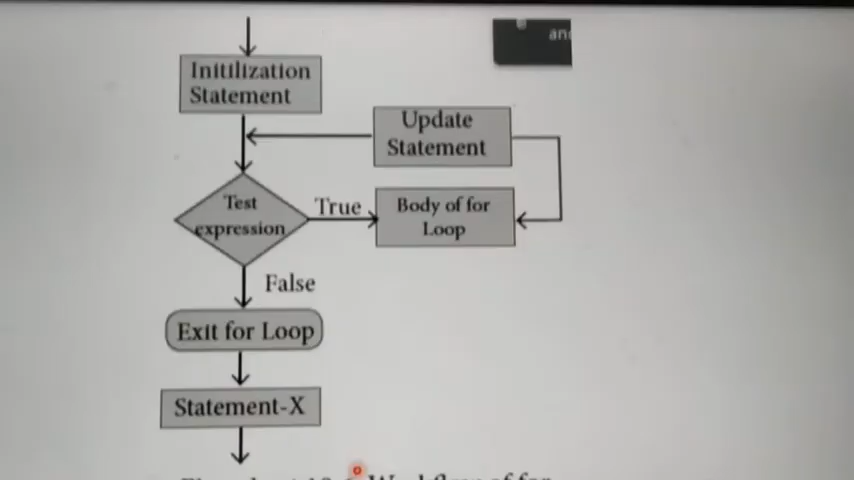 Initilization
Statement
Update
Statement
Test
expression
True
Body of for
Loop
False
Exit for Loop
Statement-X